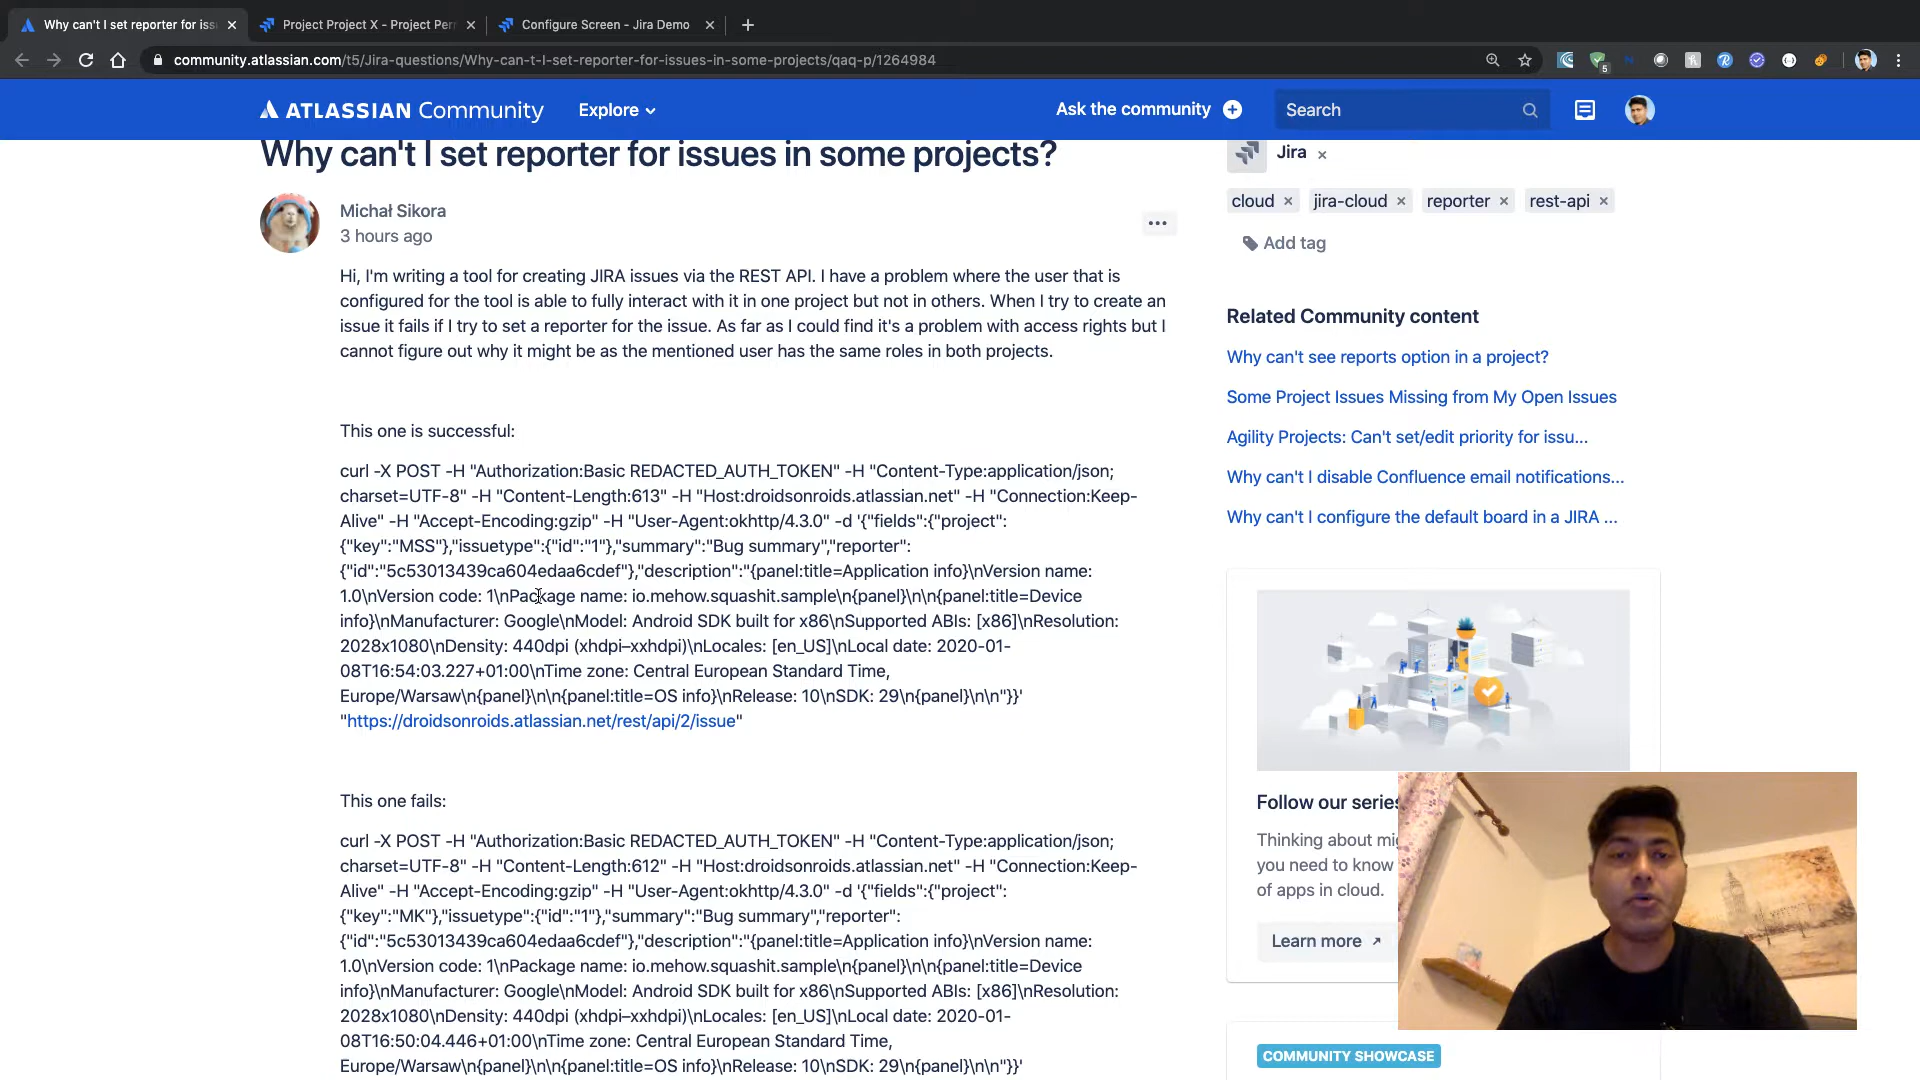 Why can't I set reporter for iss
Project Project X - Project Per
Configure Screen - Jira Demo
community.atlassian.com/t5/Jira-questions/Why-can-t-I-set-reporter-for-issues-in-some-projects/qaq-p/1264984
5
ATLASSIAN Community
Explore
Ask the community
Search
Why can't I set reporter for issues in some projects?
Michał Sikora
3 hours ago
Hi, I'm writing a tool for creating JIRA issues via the REST API. I have a problem where the user that is
configured for the tool is able to fully interact with it in one project but not in others. When I try to create an
issue it fails if I try to set a reporter for the issue. As far as I could find it's a problem with access rights but I
cannot figure out why it might be as the mentioned user has the same roles in both projects.
This one is successful:
curl -X POST -H "Authorization:Basic REDACTED_AUTH_TOKEN" -H "Content-Type:application/json;
charset=UTF-8" -H "Content-Length:613" -H "Host:droidsonroids.atlassian.net" -H "Connection:Keep-
Alive" -H "Accept-Encoding:gzip" -H "User-Agent:okhttp/4.3.0" -d '{"fields":{"project":
{"key":"MSS"},"issuetype":{"id":"1"},"summary":"Bug summary","reporter":
{"id":"5c53013439ca604edaa6cdef"},"description":"{panel:title=Application info}\nVersion name:
1.0\nVersion code: 1\nPackage name: io.mehow.squashit.sample\n{panel}\n\n{panel:title=Device
info}\nManufacturer: Google\nModel: Android SDK built for x86\nSupported ABIs: [x86]\nResolution:
2028x1080\nDensity: 440dpi (xhdpi–xxhdpi)\nLocales: [en_US]\nLocal date: 2020-01-
08T16:54:03.227+01:00\nTime zone: Central European Standard Time,
Europe/Warsaw\n{panel}\n\n{panel:title=OS info}\nRelease: 10\nSDK: 29\n{panel}\n\n"}}'
"https://droidsonroids.atlassian.net/rest/api/2/issue"
This one fails:
curl -X POST -H "Authorization:Basic REDACTED_AUTH_TOKEN" -H "Content-Type:application/json;
charset=UTF-8" -H "Content-Length:612" -H "Host:droidsonroids.atlassian.net" -H "Connection:Keep-
Alive" -H "Accept-Encoding:gzip" -H "User-Agent:okhttp/4.3.0" -d '{"fields":{"project":
{"key":"MK"},"issuetype":{"id":"1"},"summary":"Bug summary","reporter":
{"id":"5c53013439ca604edaa6cdef"},"description":"{panel:title=Application info}\nVersion name:
1.0\nVersion code: 1\nPackage name: io.mehow.squashit.sample\n{panel}\n\n{panel:title=Device
info}\nManufacturer: Google\nModel: Android SDK built for x86\nSupported ABIs: [x86]\nResolution:
2028x1080\nDensity: 440dpi (xhdpi–xxhdpi)\nLocales: [en_US]\nLocal date: 2020-01-
08T16:50:04.446+01:00\nTime zone: Central European Standard Time,
Europe/Warsaw\n{panel}\n\n{panel:title=OS info}\nRelease: 10\nSDK: 29\n{panel}\n\n"}}'
Jira
cloud
jira-cloud
reporter
rest-api
Add tag
Related Community content
Why can't see reports option in a project?
Some Project Issues Missing from My Open Issues
Agility Projects: Can't set/edit priority for issu...
Why can't I disable Confluence email notifications...
Why can't I configure the default board in a JIRA ...
Follow our series
Thinking about
you need to know
of apps in cloud.
Learn more
COMMUNITY SHOWCASE